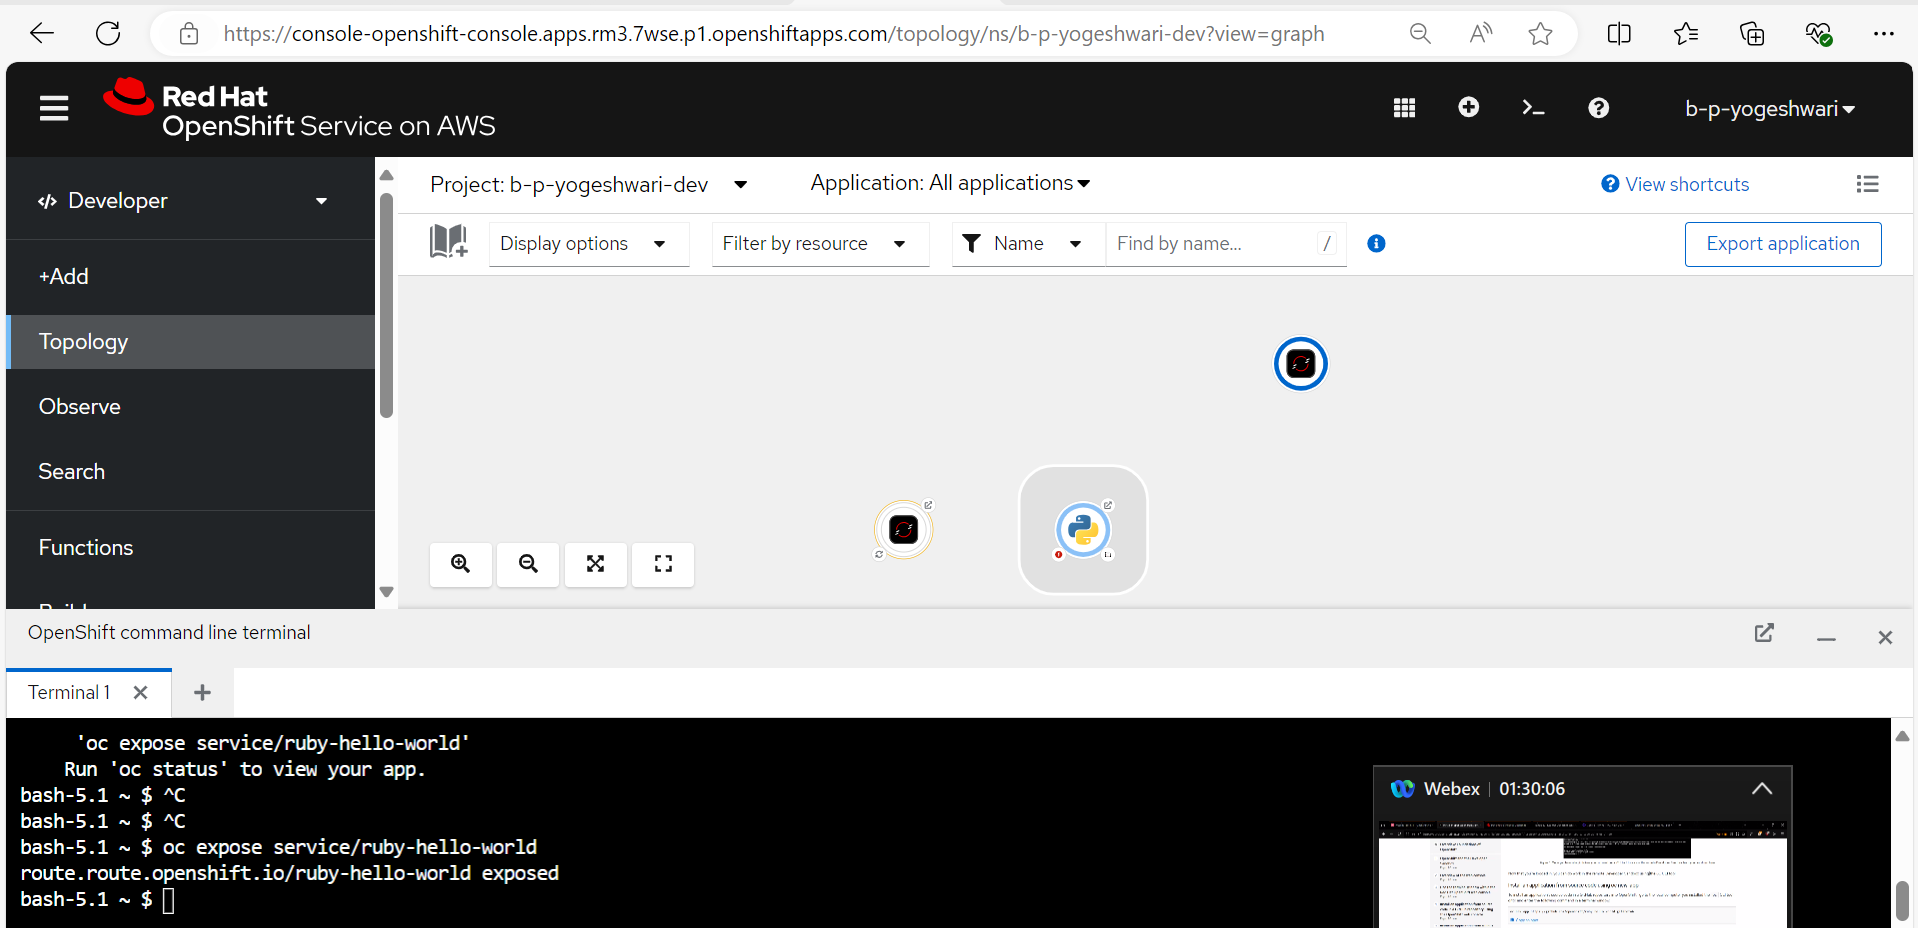 https://console-openshift-console.apps.rm3.7wse.p1.openshiftapps.com/topology/ns/b-p-yogeshwari-dev?view=graph
Red Hat
OpenShift Service on AWS
b-p-yogeshwari
Developer
Project: b-p-yogeshwari-dev
Application: All applications
View shortcuts
Display options
Filter by resource
Name
Find by name...
/
Export application
+Add
Topology
Observe
Search
Functions
OpenShift command line terminal
Terminal 1
'oc expose service/ruby-hello-world'
Run 'oc status' to view your app.
bash-5.1 ~ $ ^C
bash-5.1 ~ $ ^C
bash-5.1 ~ $ oc expose service/ruby-hello-world
route.route.openshift.io/ruby-hello-world exposed
bash-5.1 ~ $
Webex | 01:30:06